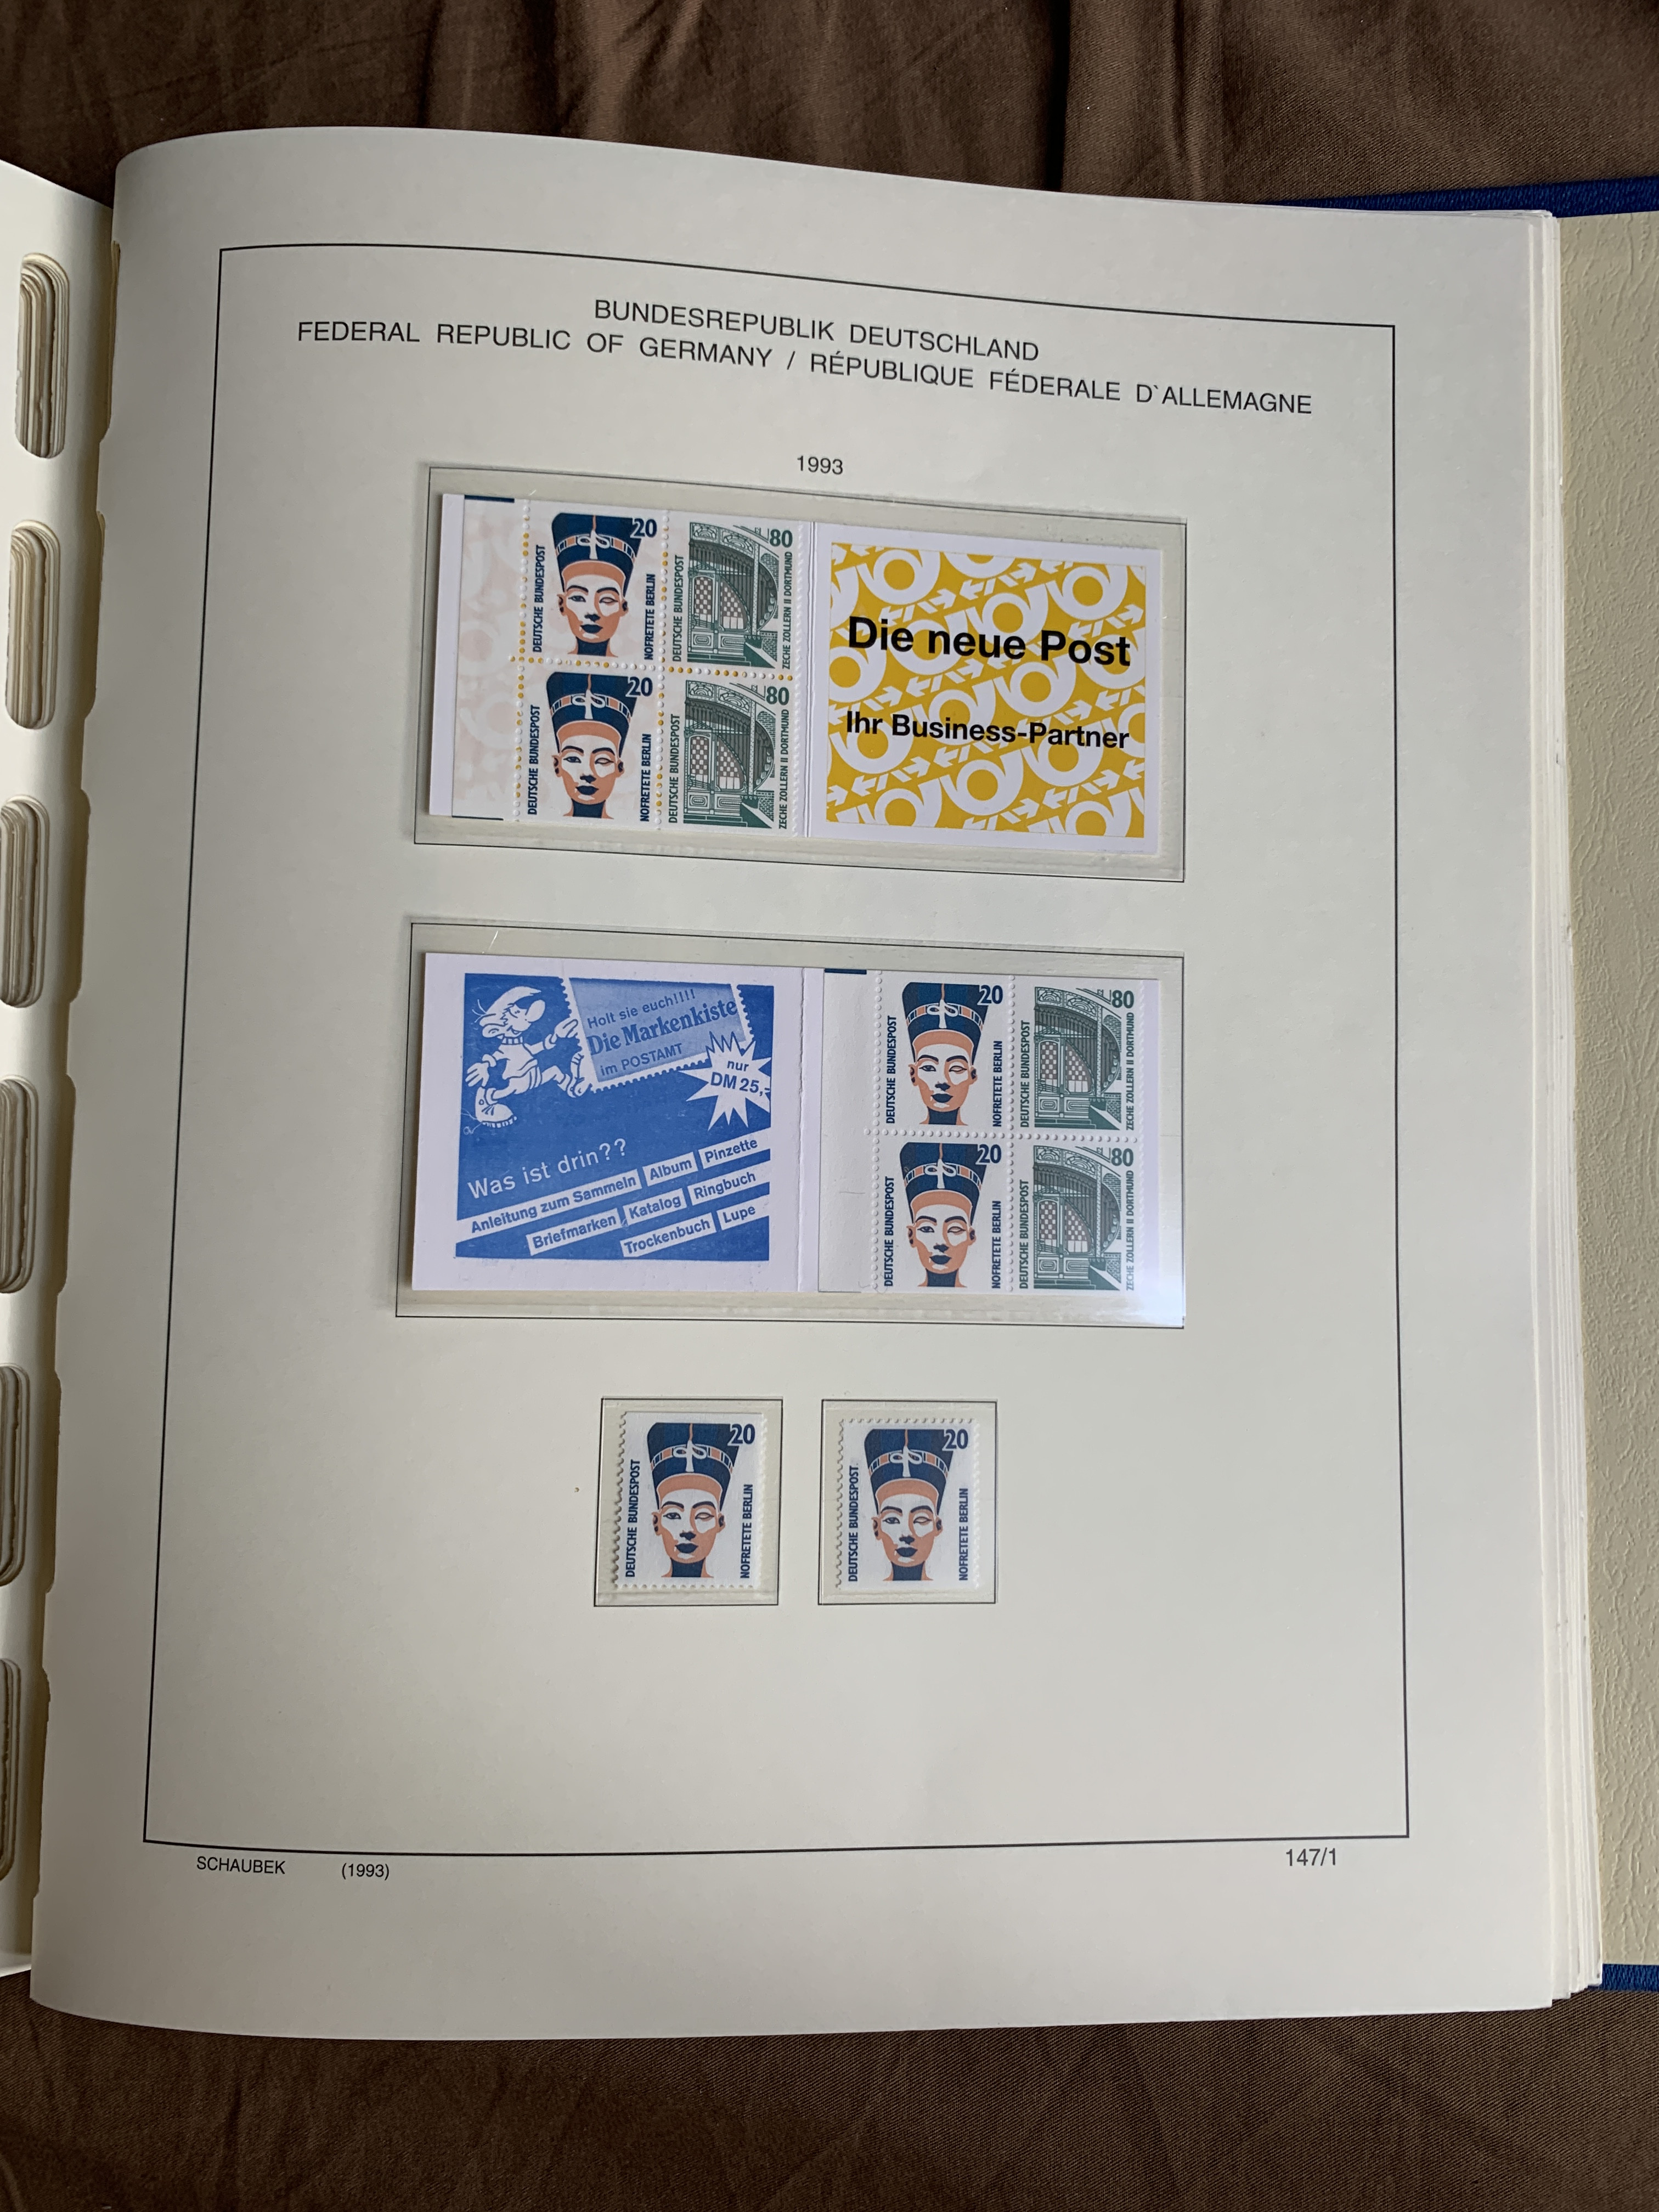 BUNDESREPUBLIK DEUTSCHLAND
FEDERAL REPUBLIC OF GERMANY / RÉPUBLIQUE FÉDERALE D`ALLEMAGNE
1993
20
DEUTSCHE BUNDESPOST
NOFRETETE BERLIN
80
DEUTSCHE BUNDESPOST
ZECHE ZOLLERN II DORTMUND
20
DEUTSCHE BUNDESPOST
NOFRETETE BERLIN
80
DEUTSCHE BUNDESPOST
ZECHE ZOLLERN II DORTMUND
Die neue Post
Ihr Business-Partner
Holt sie euch!!!!
Die Markenkiste
im POSTAMT
nur
DM 25,-
Was ist drin??
Anleitung zum Sammeln Album Pinzette
Briefmarken Katalog Ringbuch
Trockenbuch Lupe
20
DEUTSCHE BUNDESPOST
NOFRETETE BERLIN
80
DEUTSCHE BUNDESPOST
ZECHE ZOLLERN II DORTMUND
20
DEUTSCHE BUNDESPOST
NOFRETETE BERLIN
80
DEUTSCHE BUNDESPOST
ZECHE ZOLLERN II DORTMUND
20
DEUTSCHE BUNDESPOST
NOFRETETE BERLIN
20
DEUTSCHE BUNDESPOST
NOFRETETE BERLIN
SCHAUBEK (1993)
147/1